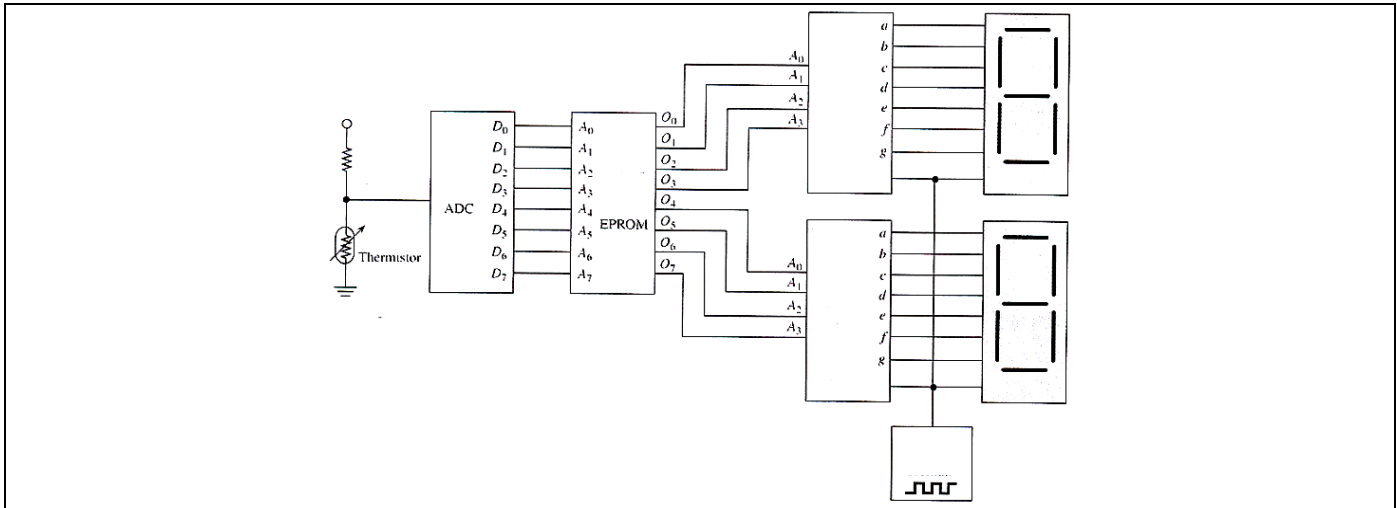 a
b
c
d
e
f
g
A₀
A₁
A₂
A₃
D₀
D₁
D₂
D₃
D₄
D₅
D₆
D₇
ADC
A₀
A₁
A₂
A₃
A₄
A₅
A₆
A₇
EPROM
O₀
O₁
O₂
O₃
O₄
O₅
O₆
O₇
Thermistor
a
b
c
d
e
f
g
A₀
A₁
A₂
A₃